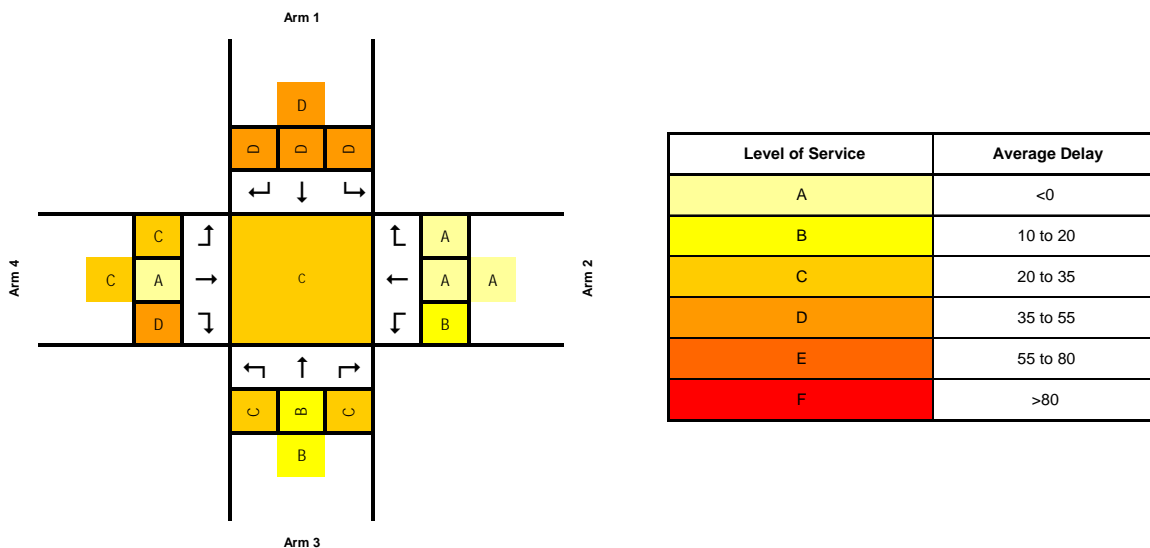 Arm 1
D
D D D
C A
Arm 4 C A C A A Arm 2
D B
C B C
B
Arm 3
Level of Service Average Delay
A <0
B 10 to 20
C 20 to 35
D 35 to 55
E 55 to 80
F >80